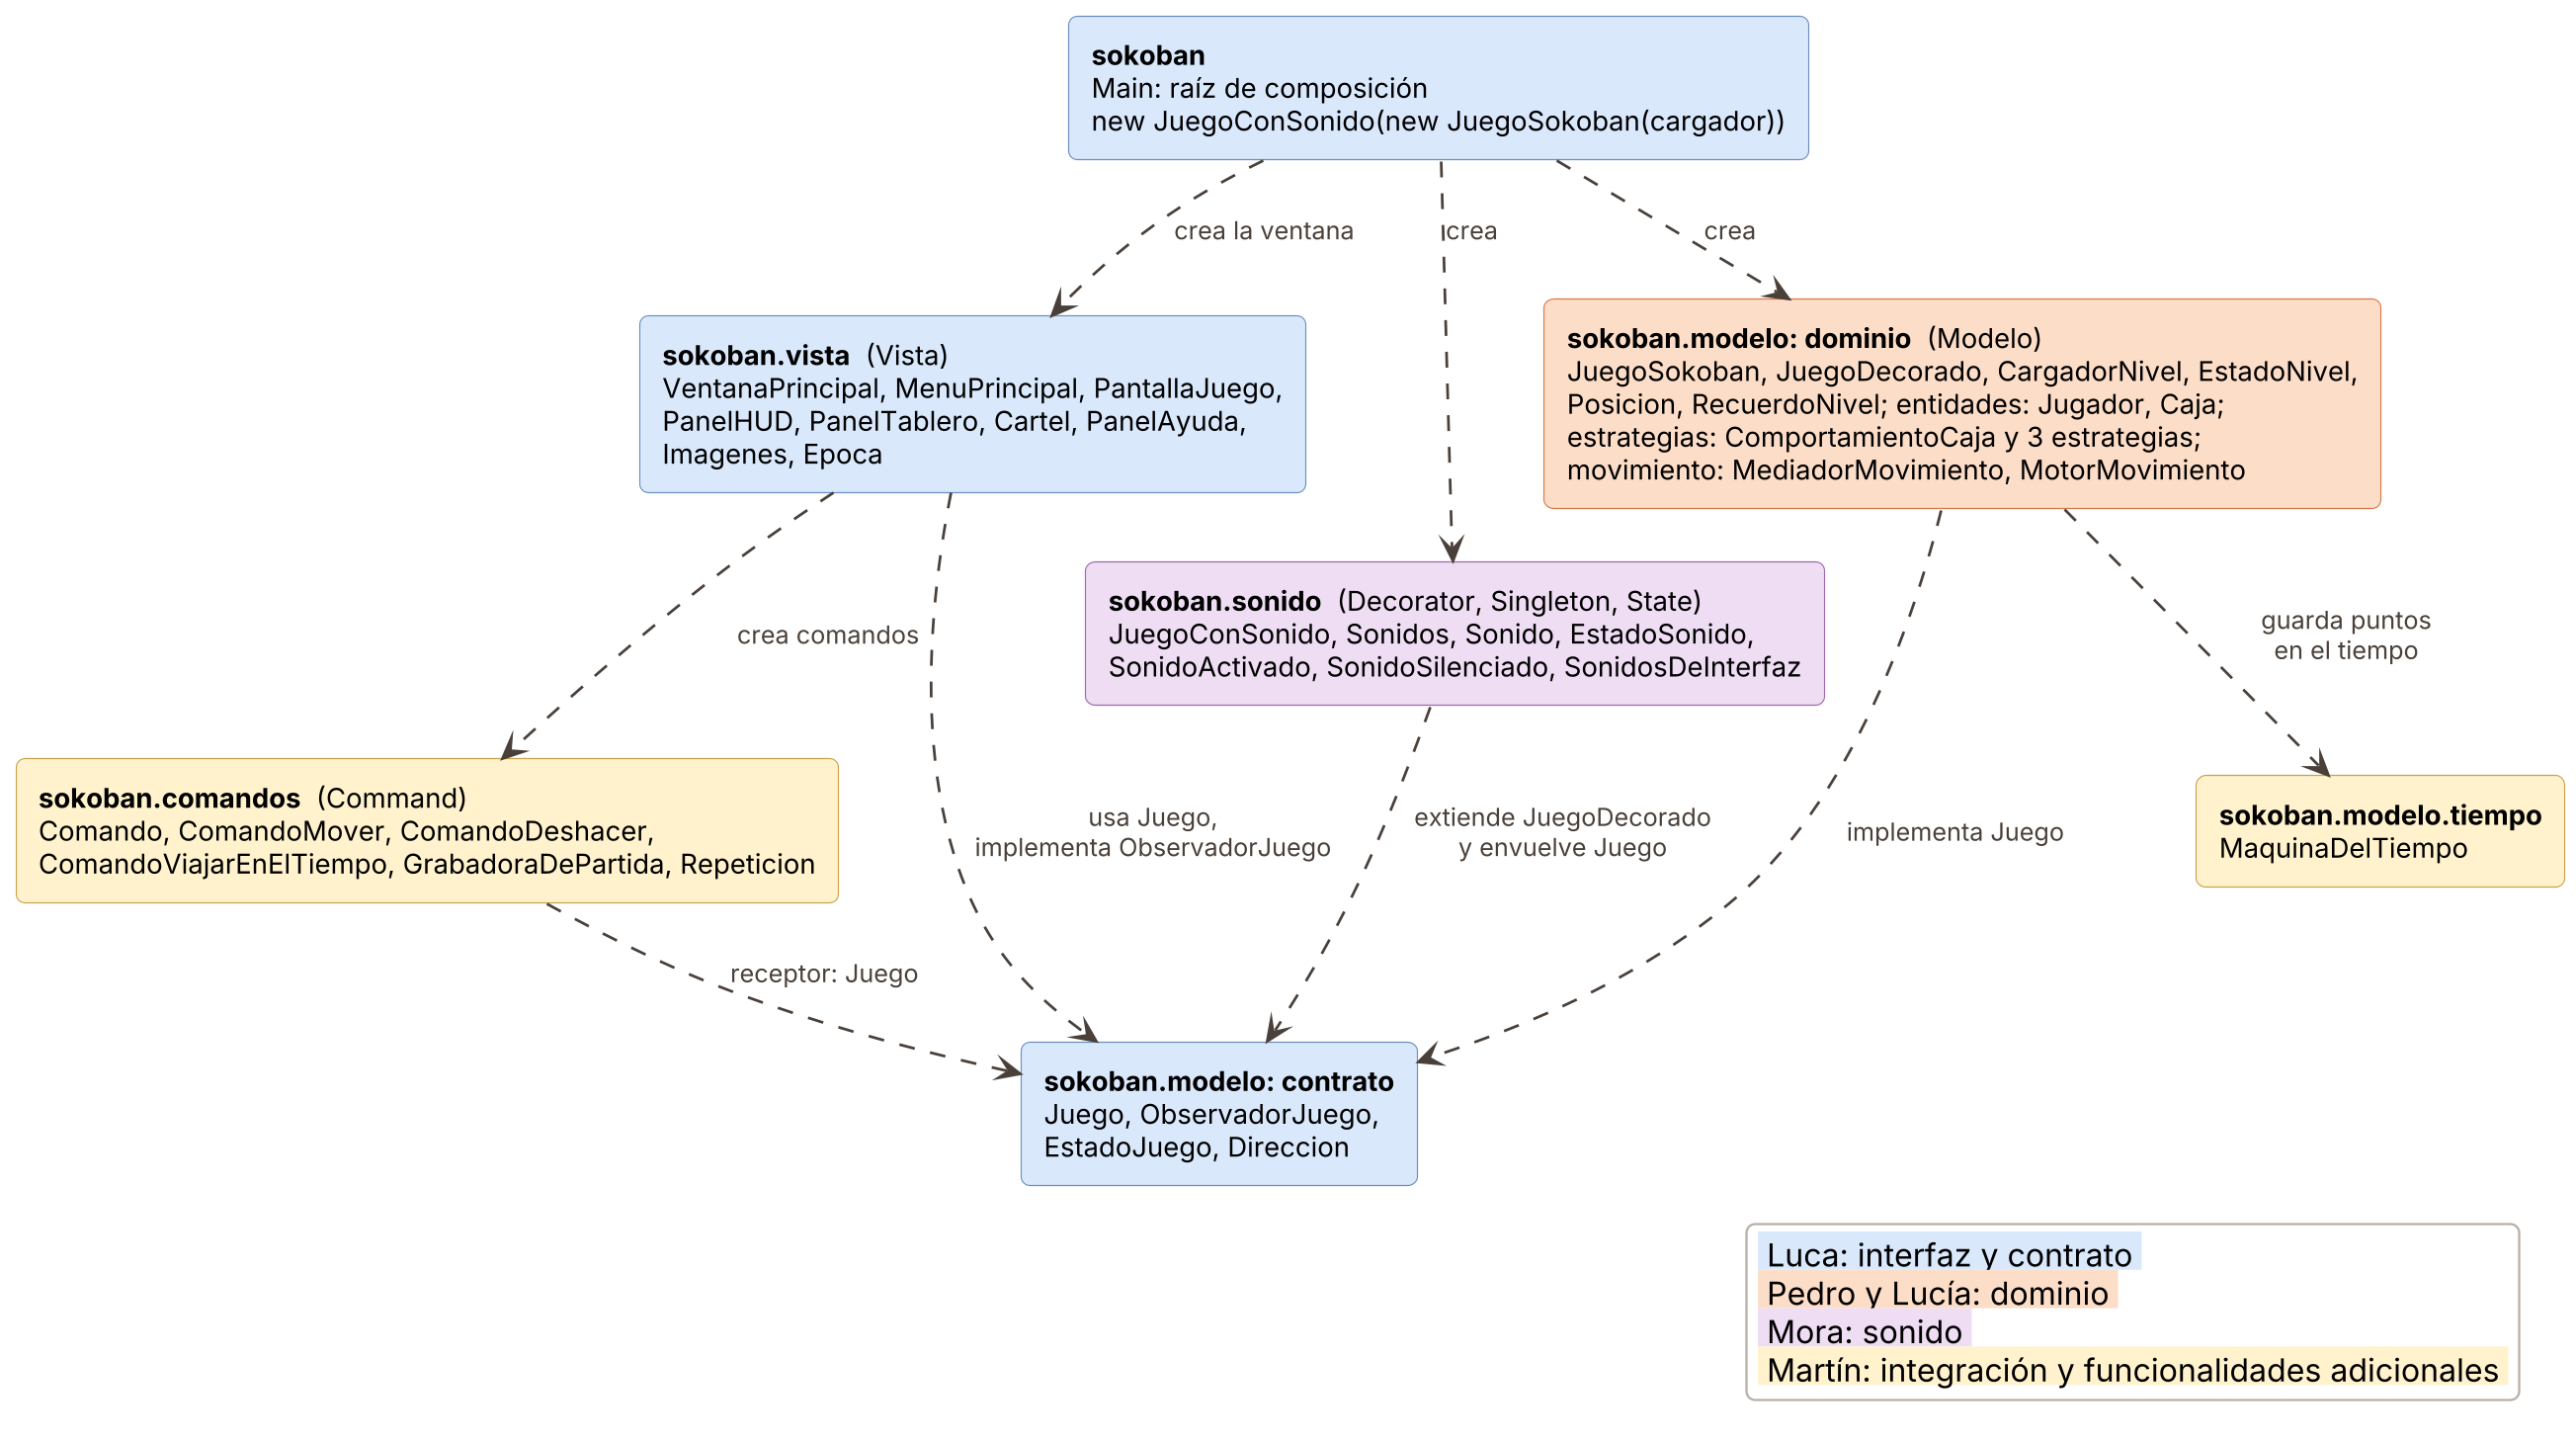 sokoban
Main: raíz de composición
new JuegoConSonido(new JuegoSokoban(cargador))
crea la ventana
crea
crea
sokoban.vista (Vista)
VentanaPrincipal, MenuPrincipal, PantallaJuego,
PanelHUD, PanelTablero, Cartel, PanelAyuda,
Imagenes, Epoca
sokoban.modelo: dominio (Modelo)
JuegoSokoban, JuegoDecorado, CargadorNivel, EstadoNivel,
Posicion, RecuerdoNivel; entidades: Jugador, Caja;
estrategias: ComportamientoCaja y 3 estrategias;
movimiento: MediadorMovimiento, MotorMovimiento
sokoban.sonido (Decorator, Singleton, State)
JuegoConSonido, Sonidos, Sonido, EstadoSonido,
SonidoActivado, SonidoSilenciado, SonidosDeInterfaz
crea comandos
guarda puntos
en el tiempo
sokoban.comandos (Command)
Comando, ComandoMover, ComandoDeshacer,
ComandoViajarEnElTiempo, GrabadoraDePartida, Repeticion
usa Juego,
implementa ObservadorJuego
extiende JuegoDecorado
y envuelve Juego
implementa Juego
sokoban.modelo.tiempo
MaquinaDelTiempo
receptor: Juego
sokoban.modelo: contrato
Juego, ObservadorJuego,
EstadoJuego, Direccion
Luca: interfaz y contrato
Pedro y Lucía: dominio
Mora: sonido
Martín: integración y funcionalidades adicionales